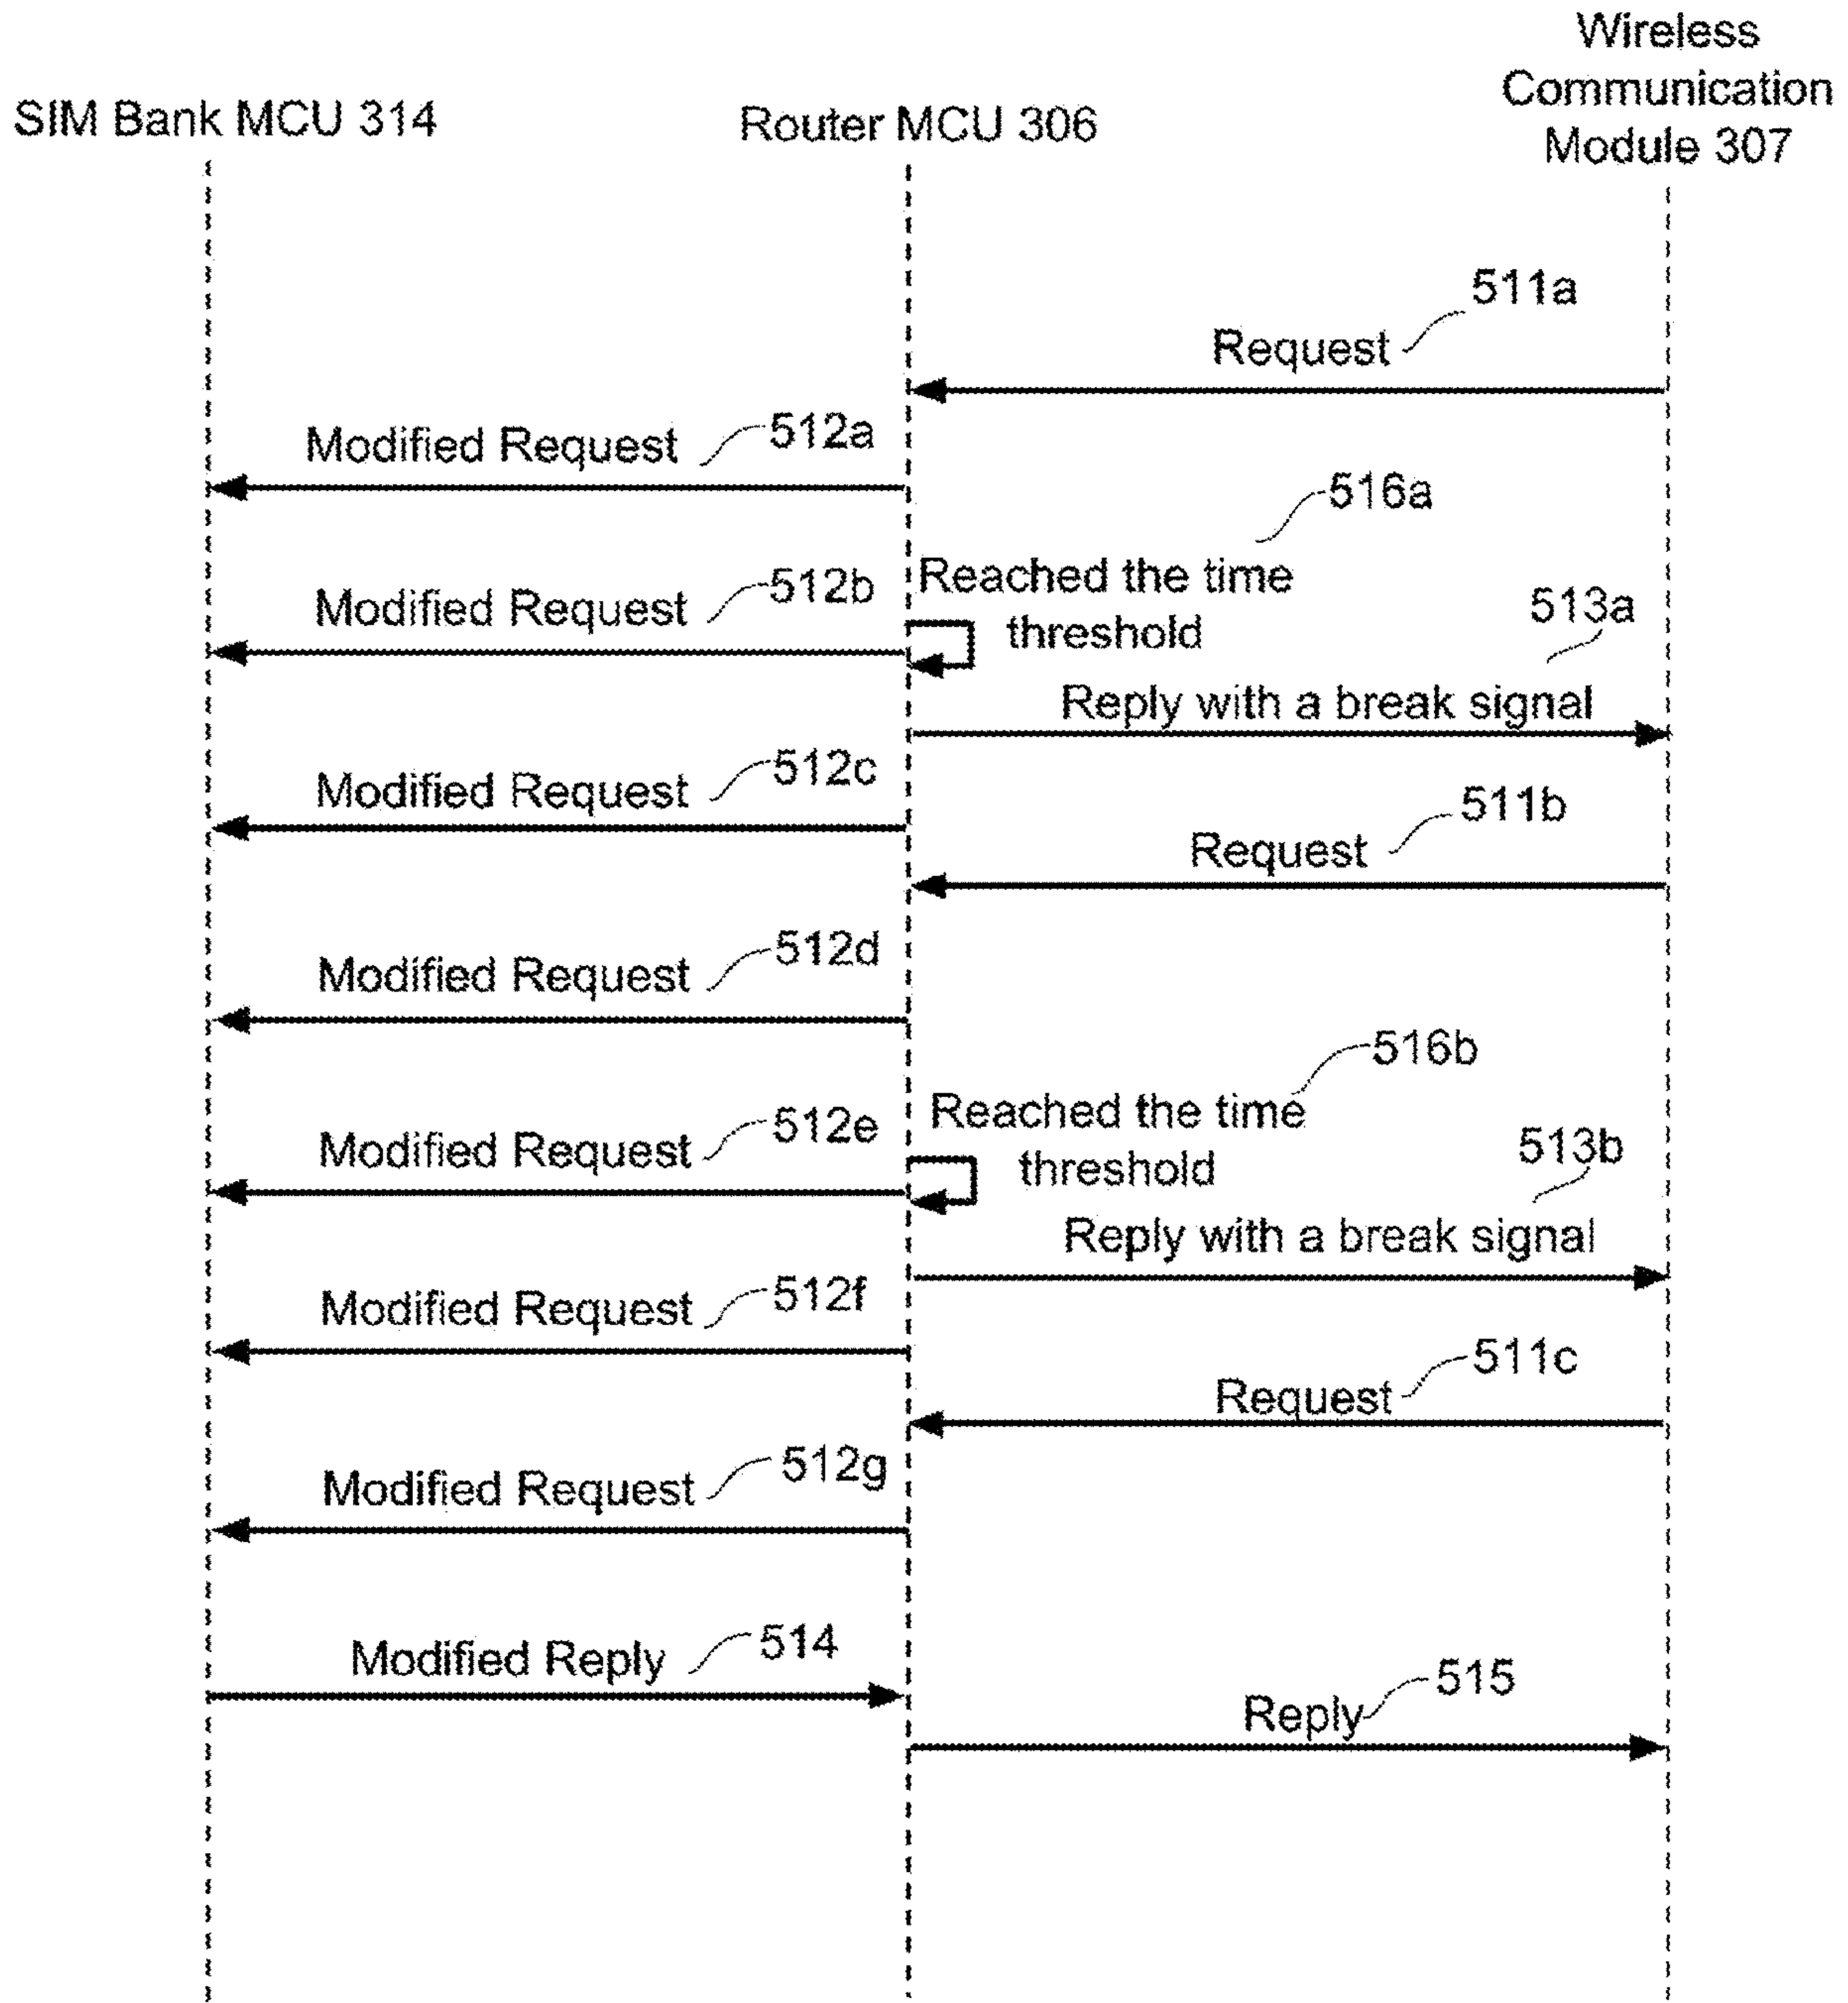 Wireless
Communication
Module 307
SIM Bank MCU 314
Router MCU 306
511a
Request
512a
Modified Request
516a
Reached the time
threshold
512b
Modified Request
513a
Reply with a break signal
512c
Modified Request
511b
Request
512d
Modified Request
516b
Reached the time
threshold
512e
Modified Request
513b
Reply with a break signal
512f
Modified Request
511c
Request
512g
Modified Request
514
Modified Reply
515
Reply